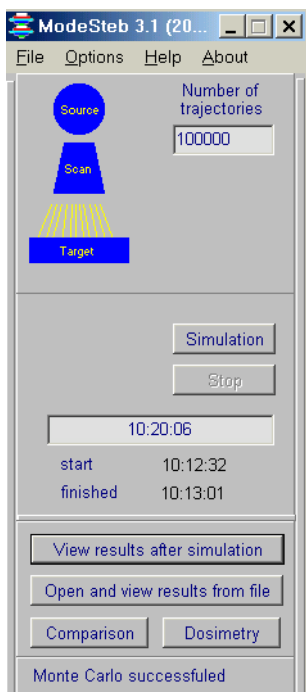 ModeSteb 3.1 (20...
File Options Help About
Number of
trajectories
100000
Source
Scan
Target
Simulation
Stop
10:20:06
start 10:12:32
finished 10:13:01
View results after simulation
Open and view results from file
Comparison Dosimetry
Monte Carlo successfuled